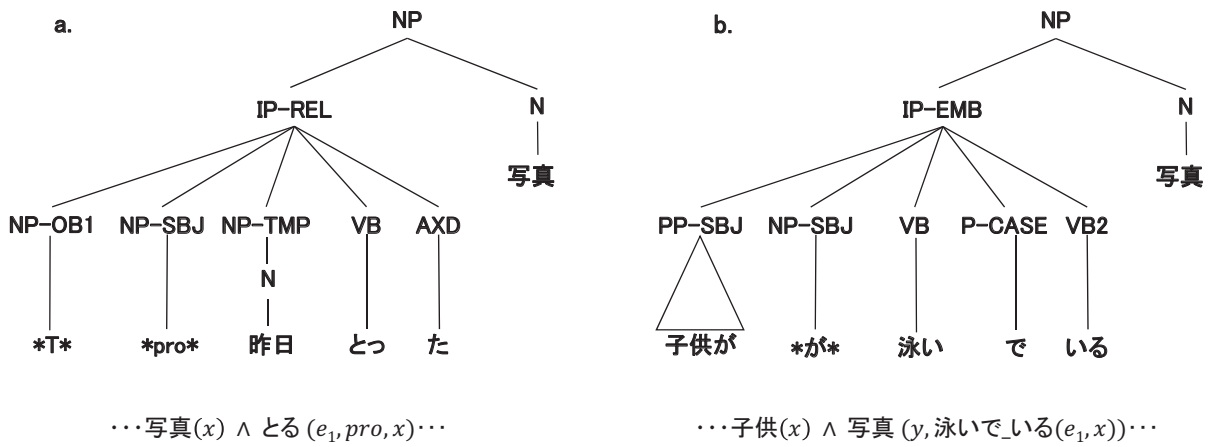 a. NP b. NP
IP-REL N IP-EMB N
写真 写真
NP-OB1 NP-SBJ NP-TMP VB AXD PP-SBJ NP-SBJ VB P-CASE VB2
N
*T* *pro* 昨日 とっ た 子供が *が* 泳い で いる
···写真(x) ∧ とる (e₁, pro, x)··· ···子供(x) ∧ 写真 (y, 泳いで_いる(e₁, x))···